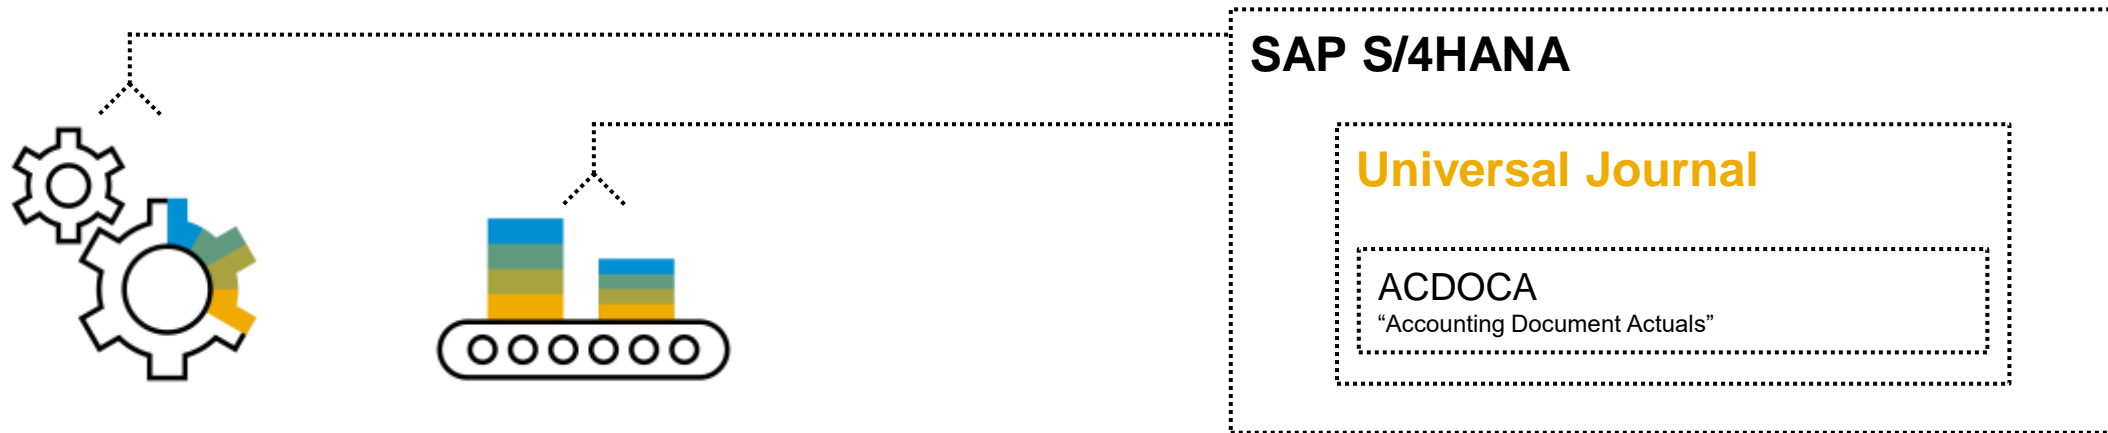 SAP S/4HANA
Universal Journal
ACDOCA
“Accounting Document Actuals”